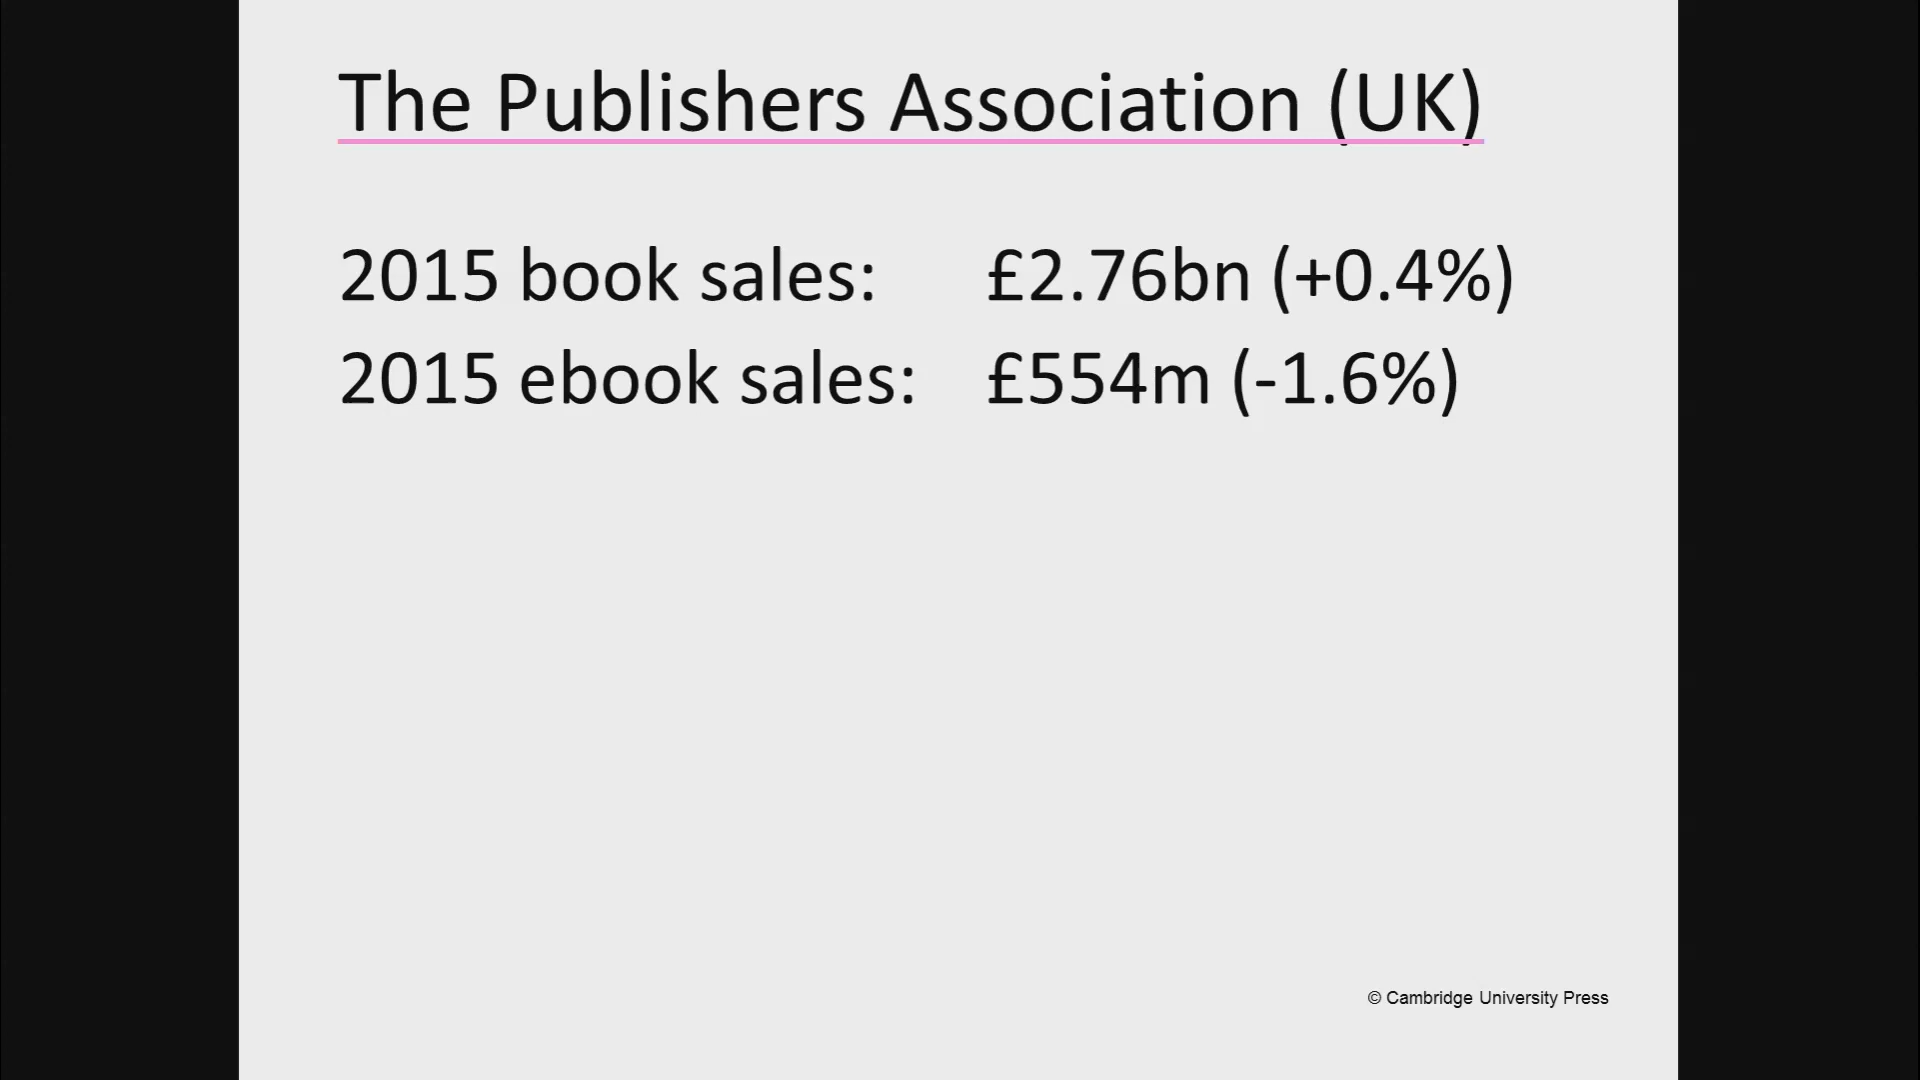 The Publishers Association (UK)
2015 book sales: £2.76bn (+0.4%)
2015 ebook sales: £554m (-1.6%)
© Cambridge University Press